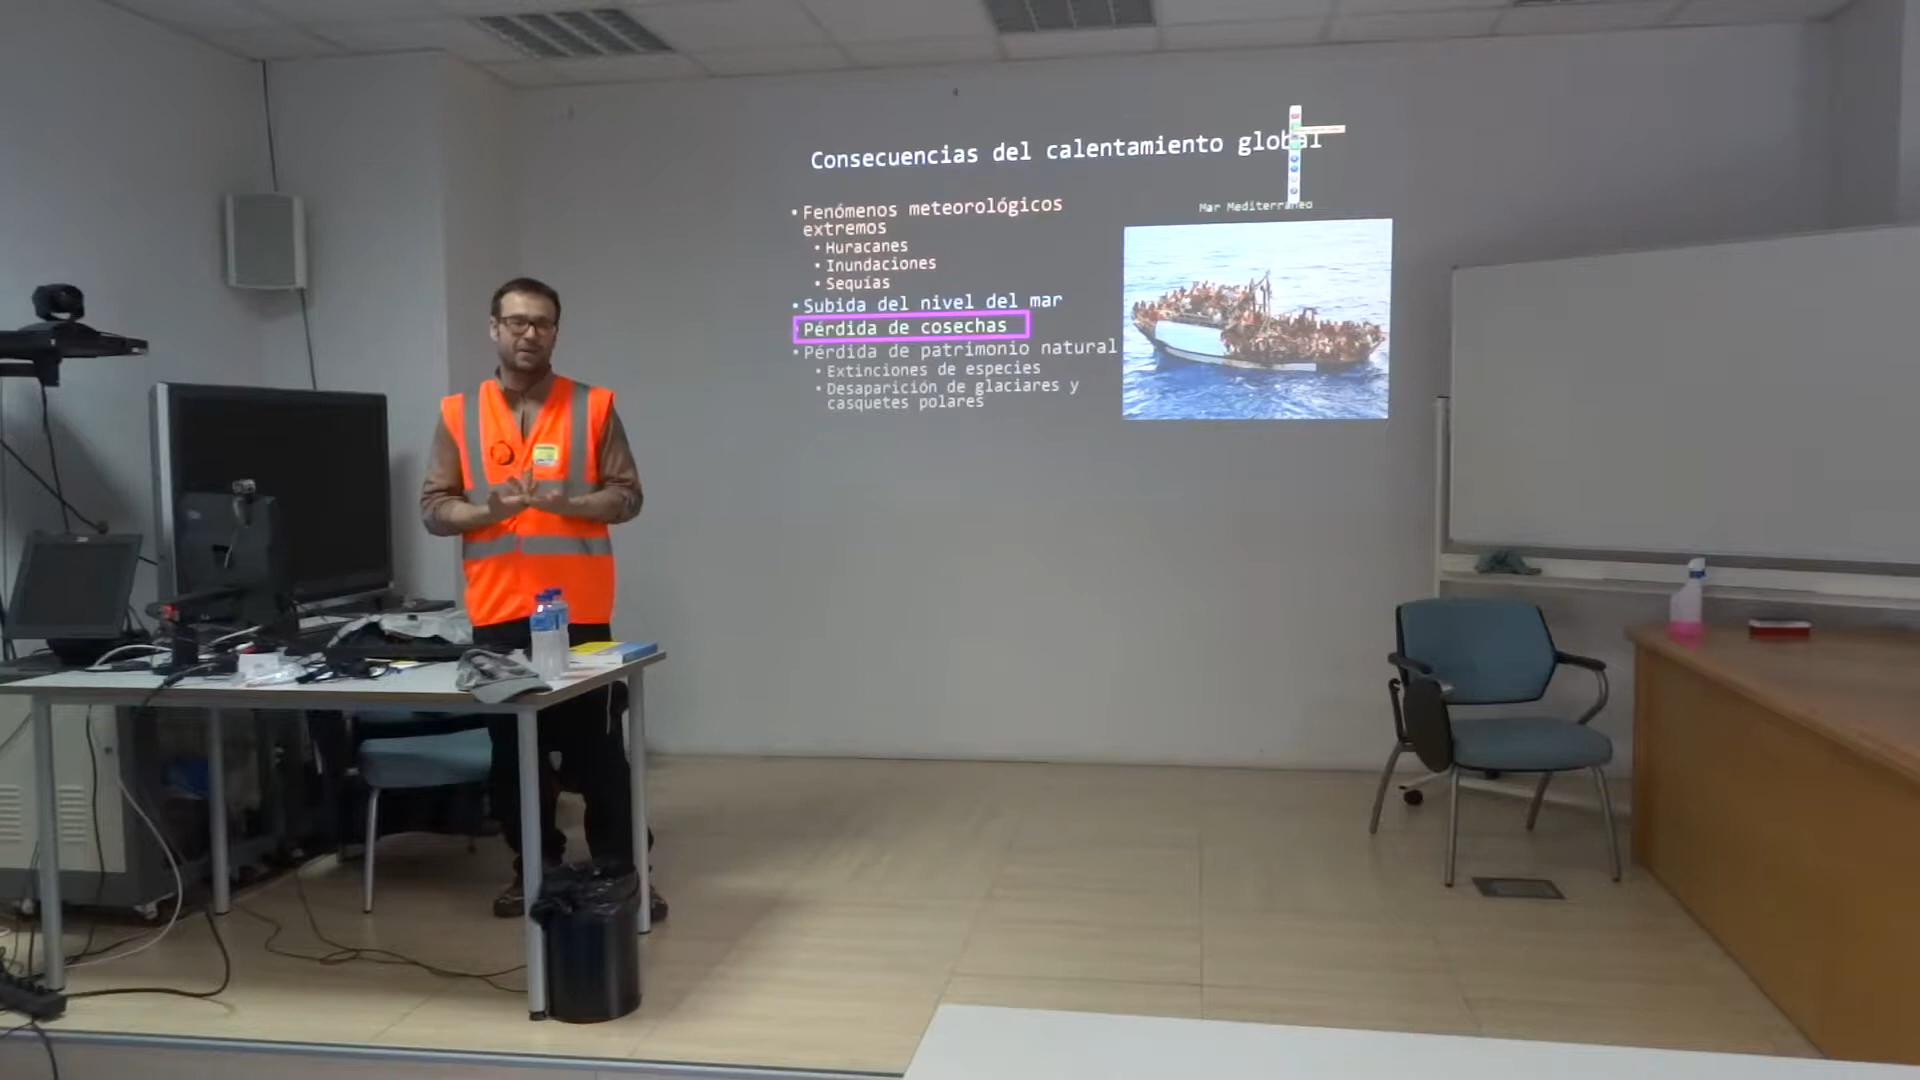 Consecuencias del calentamiento global
• Fenómenos meteorológicos
extremos
• Huracanes
• Inundaciones
• Sequías
• Subida del nivel del mar
• Pérdida de cosechas
• Pérdida de patrimonio natural
• Extinciones de especies
• Desaparición de glaciares y
casquetes polares
Mar Mediterráneo